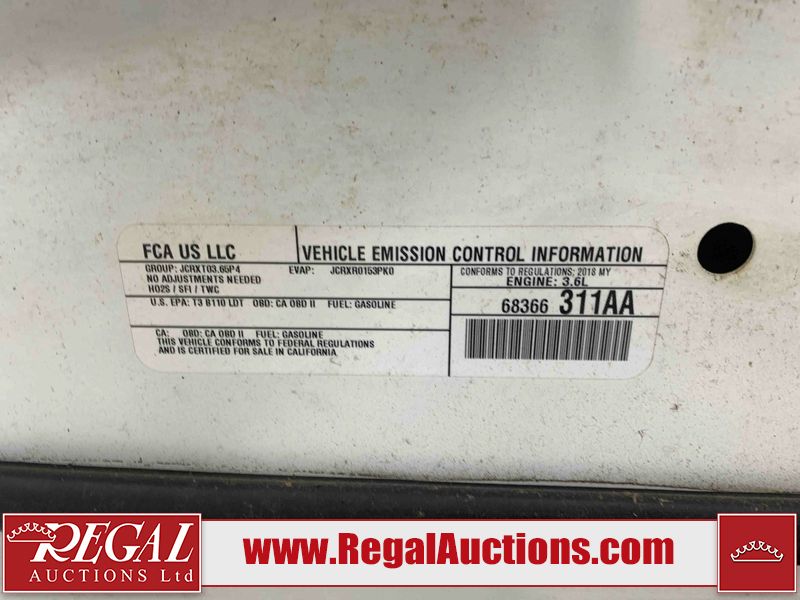 FCA US LLC
VEHICLE EMISSION CONTROL INFORMATION
GROUP: JCRXT03.65P4 EVAP: JCRXR0153PK0
NO ADJUSTMENTS NEEDED
HO2S / SFI / TWC
CONFORMS TO REGULATIONS: 2018 MY
ENGINE: 3.6L
U.S. EPA: T3 B110 LDT OBD: CA OBD II FUEL: GASOLINE
68366 311AA
CA: OBD: CA OBD II FUEL: GASOLINE
THIS VEHICLE CONFORMS TO FEDERAL REGULATIONS
AND IS CERTIFIED FOR SALE IN CALIFORNIA
REGAL
AUCTIONS Ltd
www.RegalAuctions.com